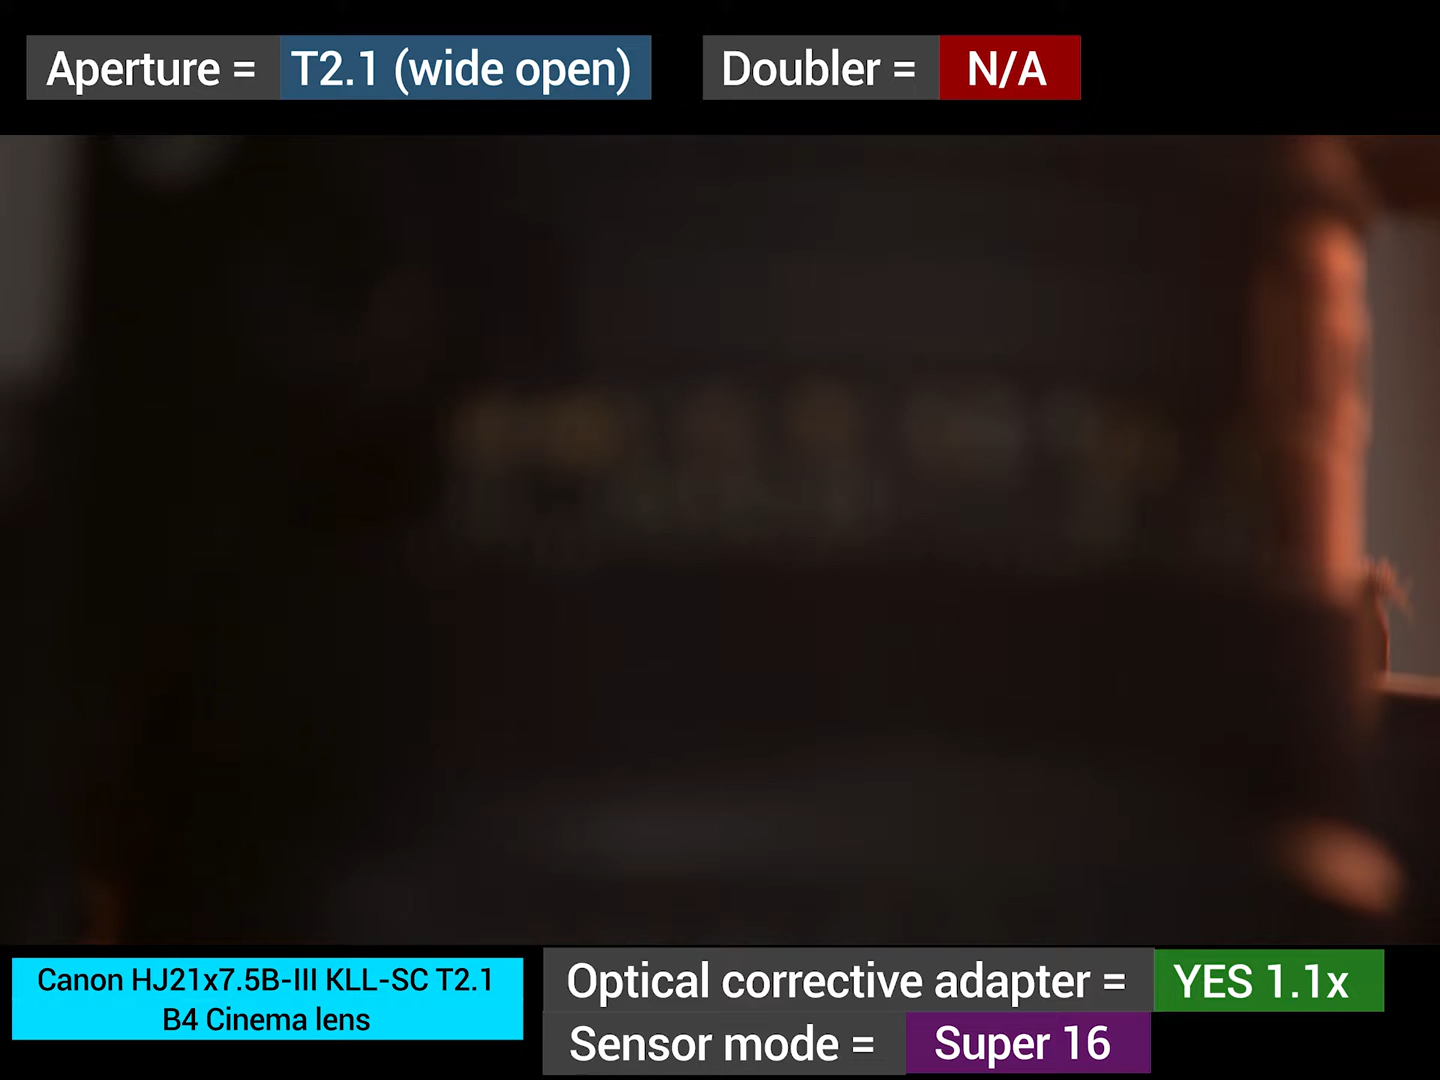 Aperture = T2.1 (wide open) Doubler = N/A
Canon HJ21x7.5B-III KLL-SC T2.1
B4 Cinema lens
Optical corrective adapter = YES 1.1x
Sensor mode = Super 16